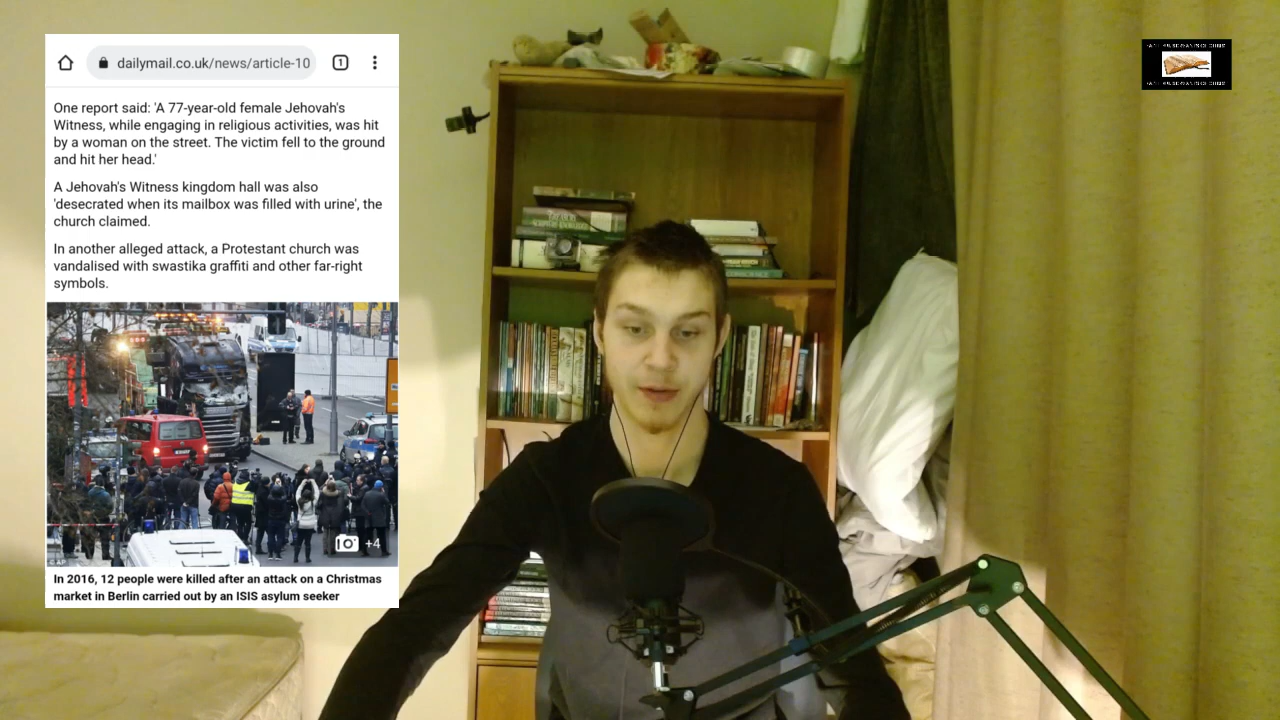 dailymail.co.uk/news/article-10
1
One report said: 'A 77-year-old female Jehovah's
Witness, while engaging in religious activities, was hit
by a woman on the street. The victim fell to the ground
and hit her head.'
A Jehovah's Witness kingdom hall was also
'desecrated when its mailbox was filled with urine', the
church claimed.
In another alleged attack, a Protestant church was
vandalised with swastika graffiti and other far-right
symbols.
+4
In 2016, 12 people were killed after an attack on a Christmas
market in Berlin carried out by an ISIS asylum seeker